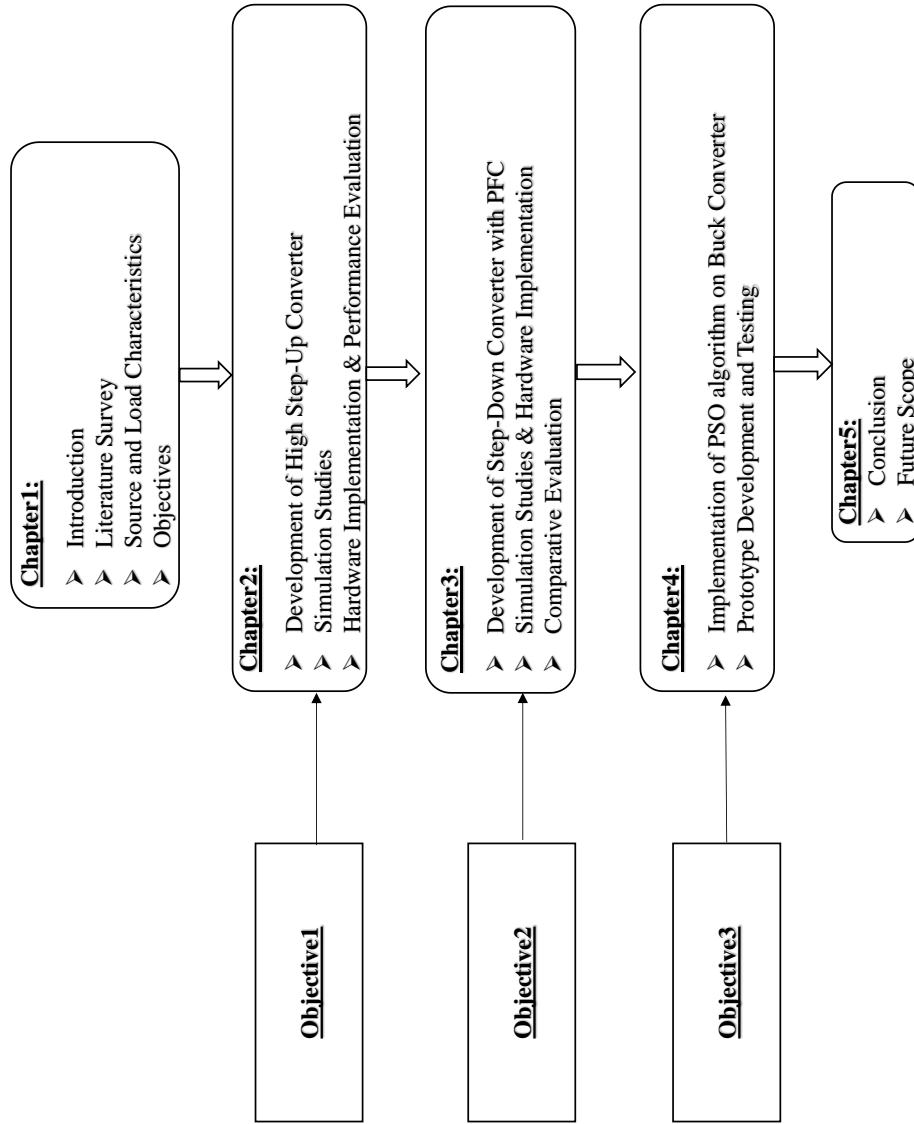 Chapter1:
➢ Introduction
➢ Literature Survey
➢ Source and Load Characteristics
➢ Objectives
Objective1
Chapter2:
➢ Development of High Step-Up Converter
➢ Simulation Studies
➢ Hardware Implementation & Performance Evaluation
Objective2
Chapter3:
➢ Development of Step-Down Converter with PFC
➢ Simulation Studies & Hardware Implementation
➢ Comparative Evaluation
Objective3
Chapter4:
➢ Implementation of PSO algorithm on Buck Converter
➢ Prototype Development and Testing
Chapter5:
➢ Conclusion
➢ Future Scope